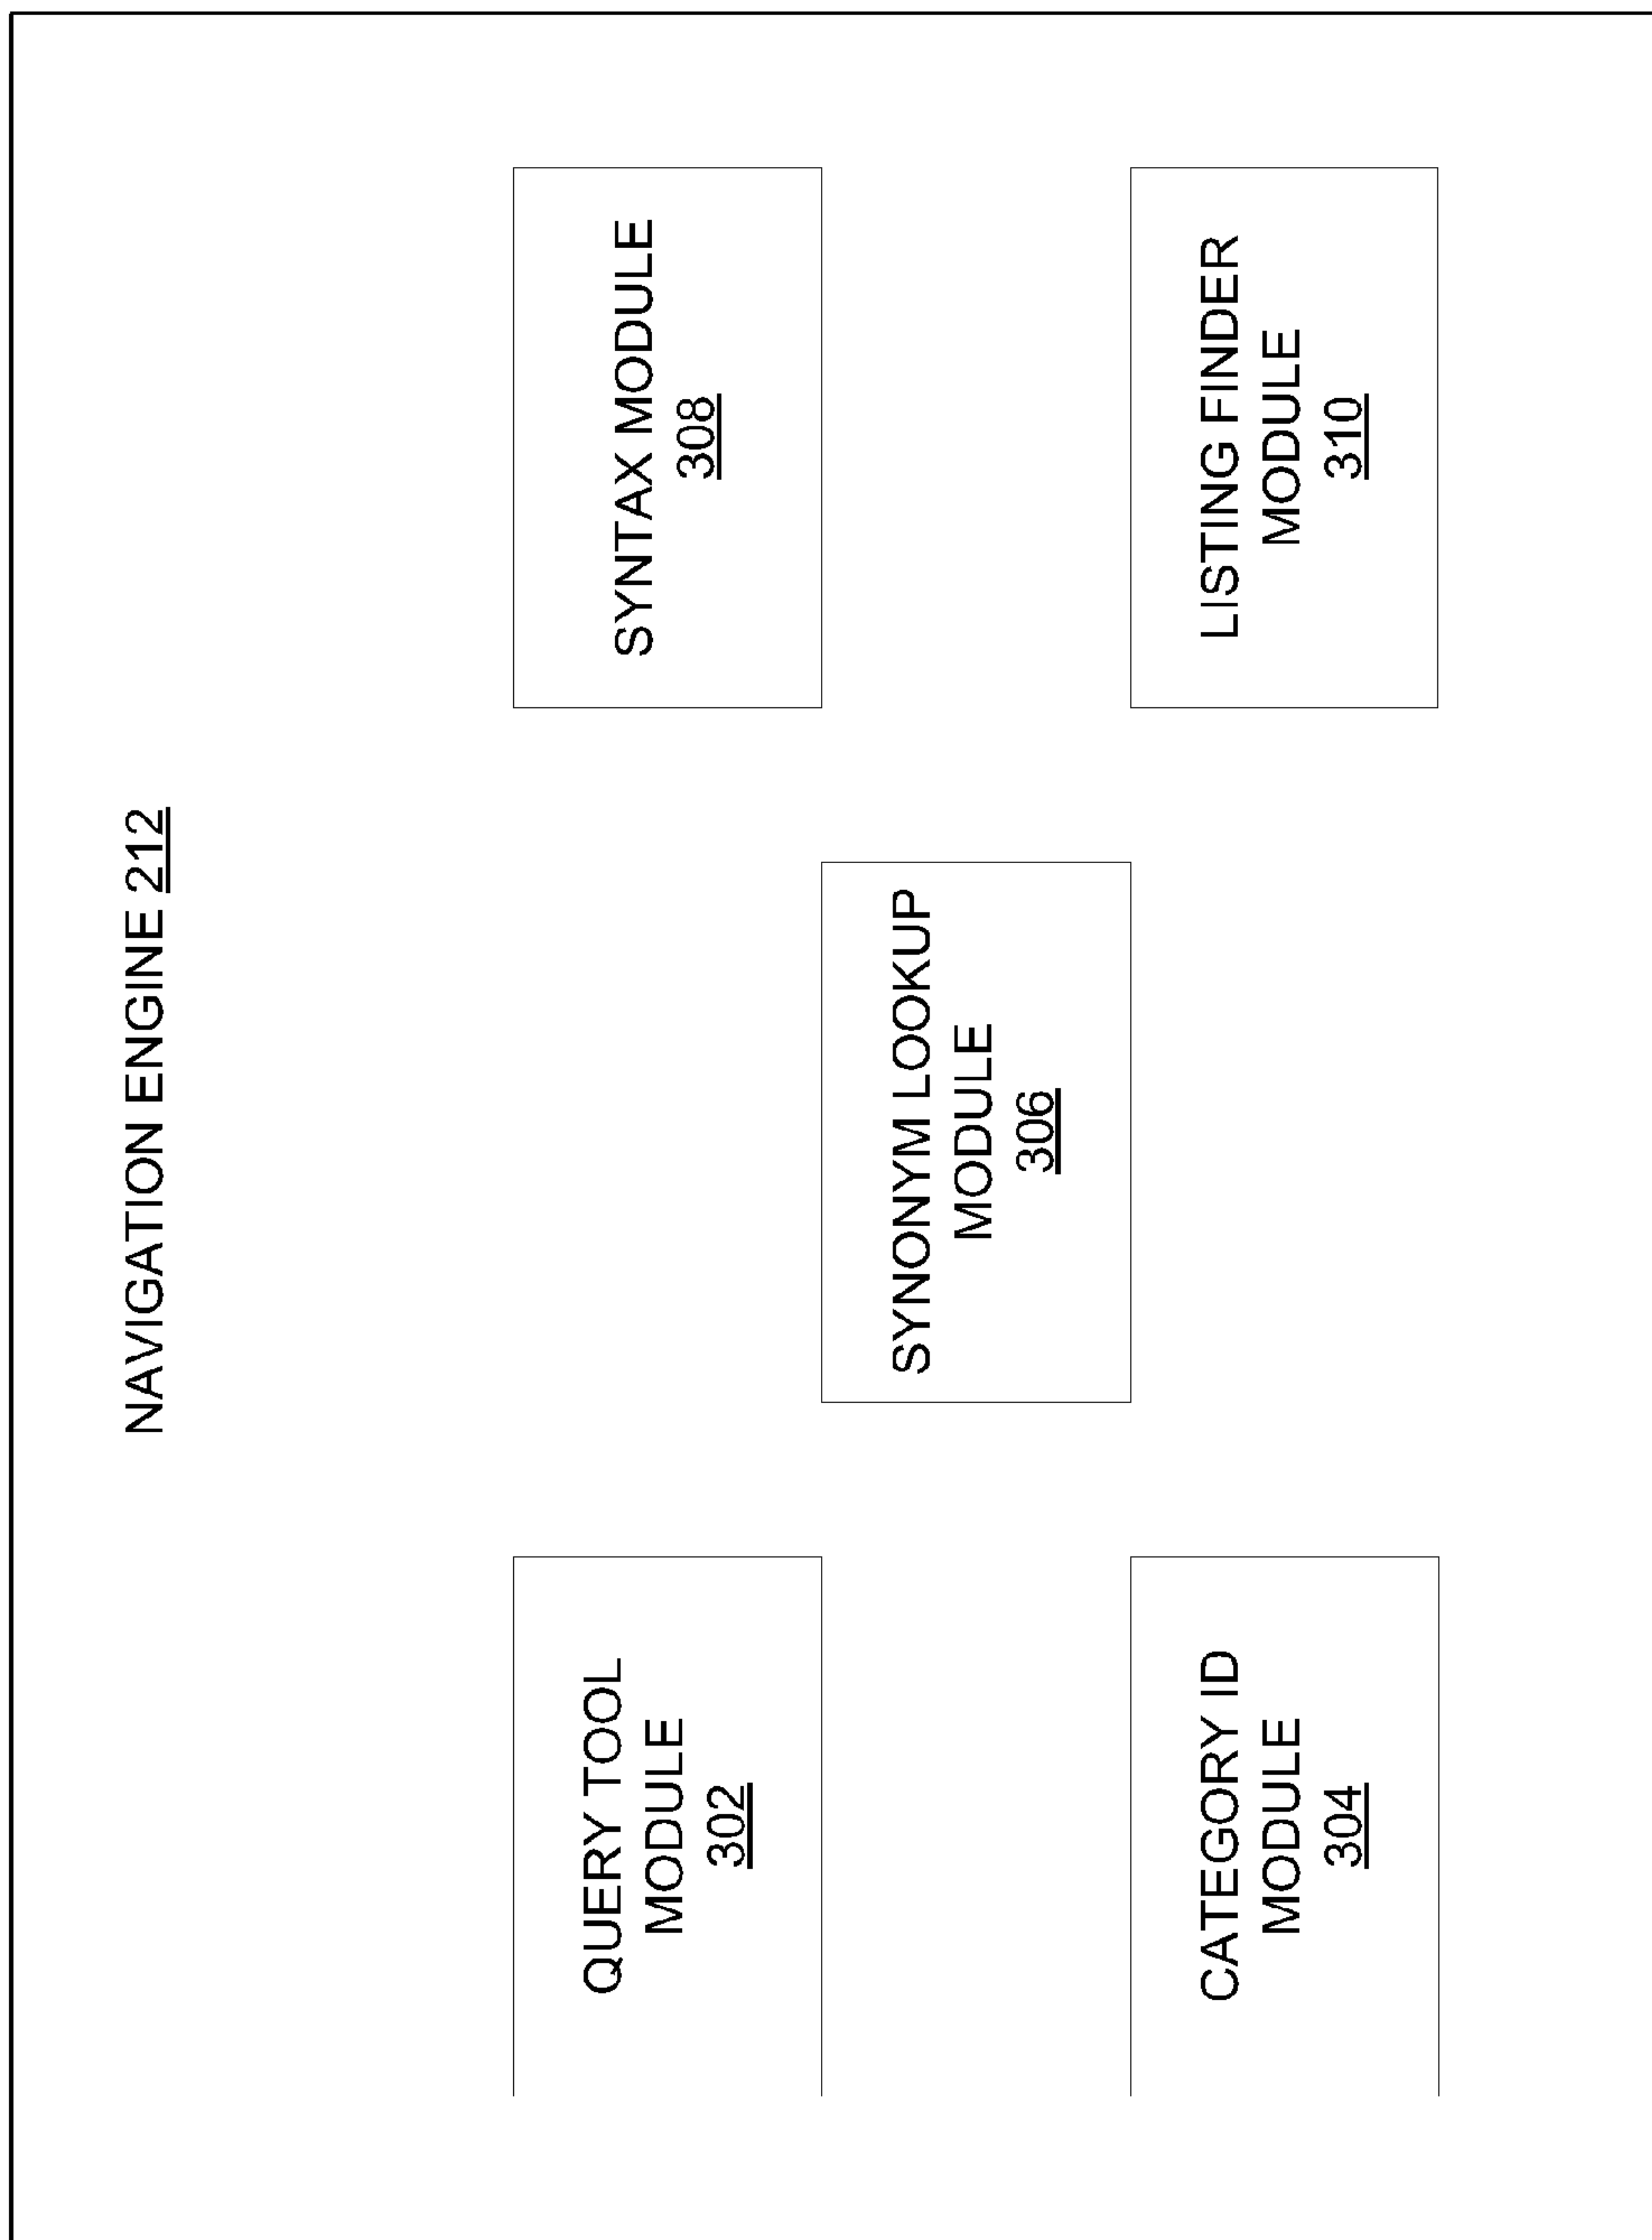 NAVIGATION ENGINE 212
QUERY TOOL
MODULE
302
SYNTAX MODULE
308
SYNONYM LOOKUP
MODULE
306
CATEGORY ID
MODULE
304
LISTING FINDER
MODULE
310